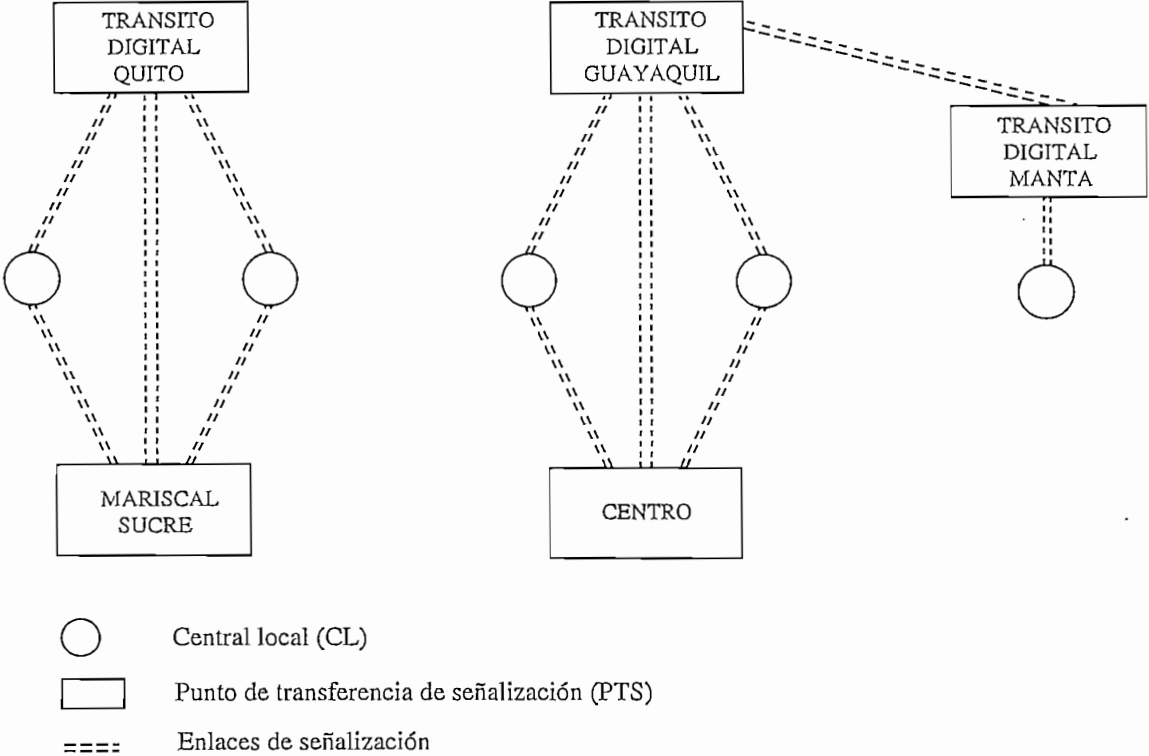 TRANSITO
DIGITAL
QUITO
TRANSITO
DIGITAL
GUAYAQUIL
TRANSITO
DIGITAL
MANTA
MARISCAL
SUCRE
CENTRO
Central local (CL)
Punto de transferencia de señalización (PTS)
Enlaces de señalización